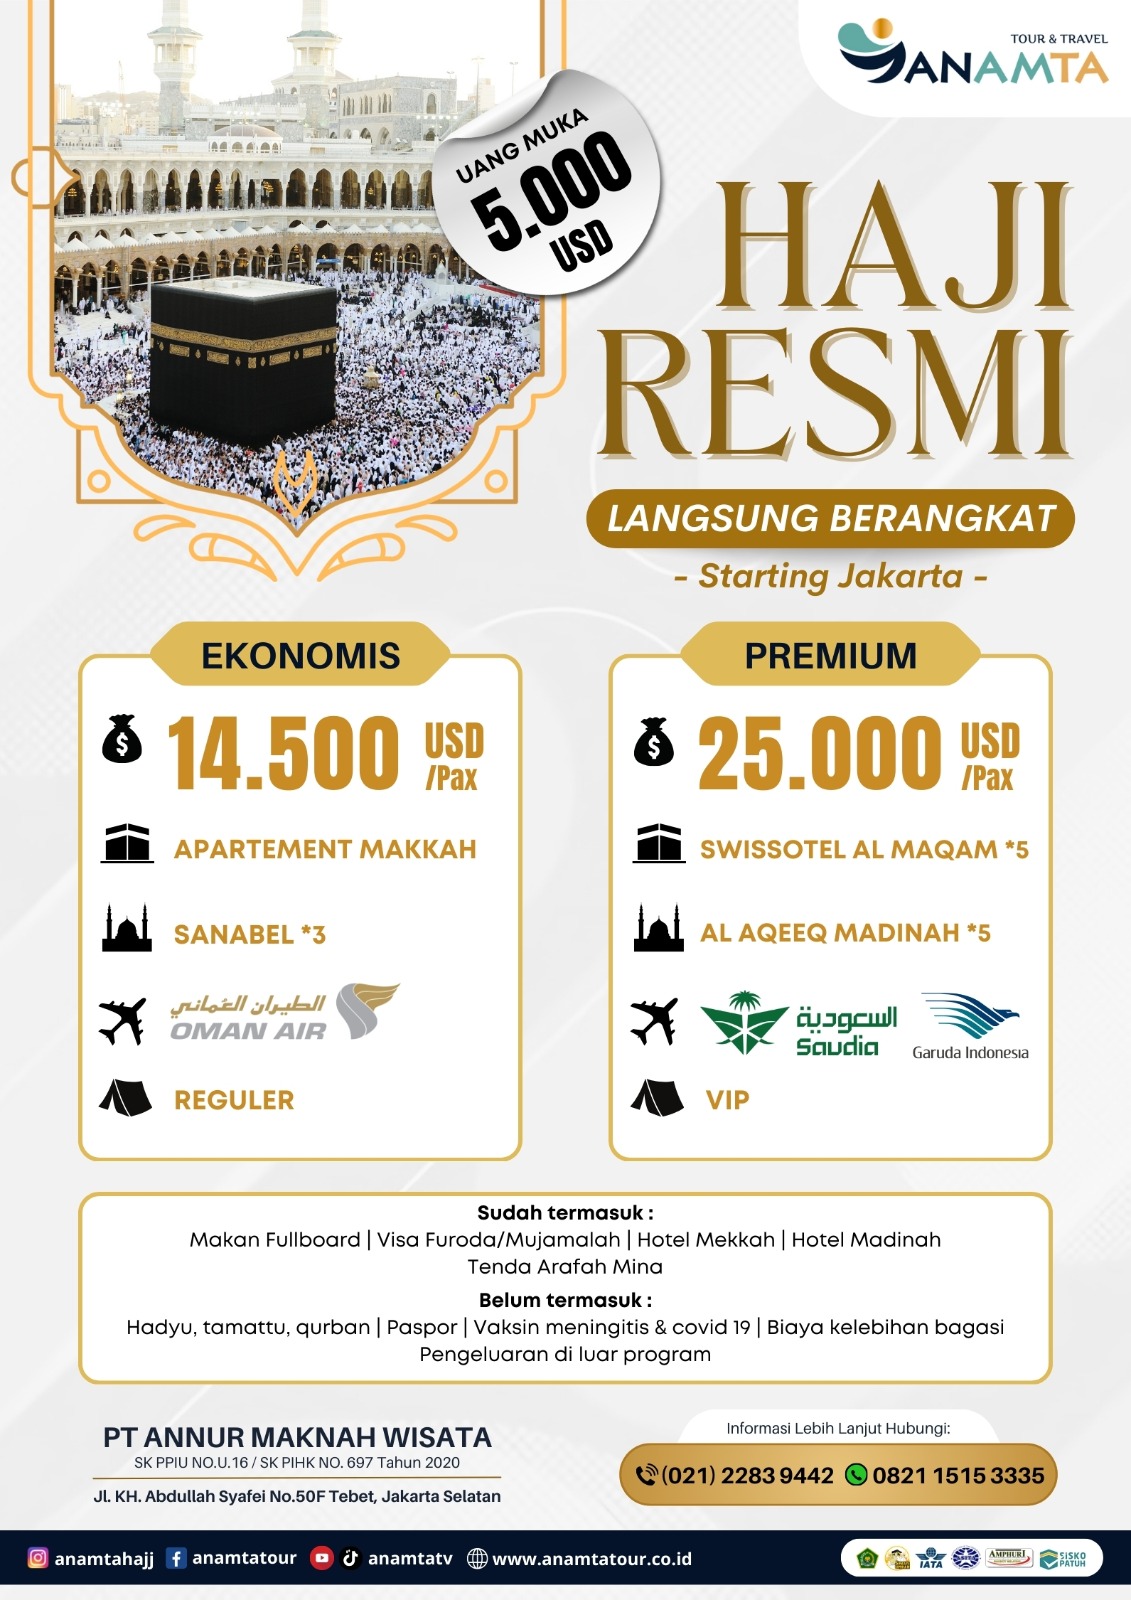 TOUR & TRAVEL
ANAMTA
UANG MUKA
5.000
USD
HAJI
RESMI
LANGSUNG BERANGKAT
- Starting Jakarta -
EKONOMIS
14.500 USD
/Pax
APARTEMENT MAKKAH
SANABEL *3
الطيران العُماني
OMAN AIR
REGULER
PREMIUM
25.000 USD
/Pax
SWISSOTEL AL MAQAM *5
AL AQEEQ MADINAH *5
السعودية
Saudia
Garuda Indonesia
VIP
Sudah termasuk :
Makan Fullboard | Visa Furoda/Mujamalah | Hotel Mekkah | Hotel Madinah
Tenda Arafah Mina
Belum termasuk :
Hadyu, tamattu, qurban | Paspor | Vaksin meningitis & covid 19 | Biaya kelebihan bagasi
Pengeluaran di luar program
PT ANNUR MAKNAH WISATA
SK PPIU NO.U.16 / SK PIHK NO. 697 Tahun 2020
Jl. KH. Abdullah Syafei No.50F Tebet, Jakarta Selatan
Informasi Lebih Lanjut Hubungi:
(021) 2283 9442 0821 1515 3335
anamtahajj anamtatour anamtatv www.anamtatour.co.id
IATA
AMPHURI
SISKO
PATUH